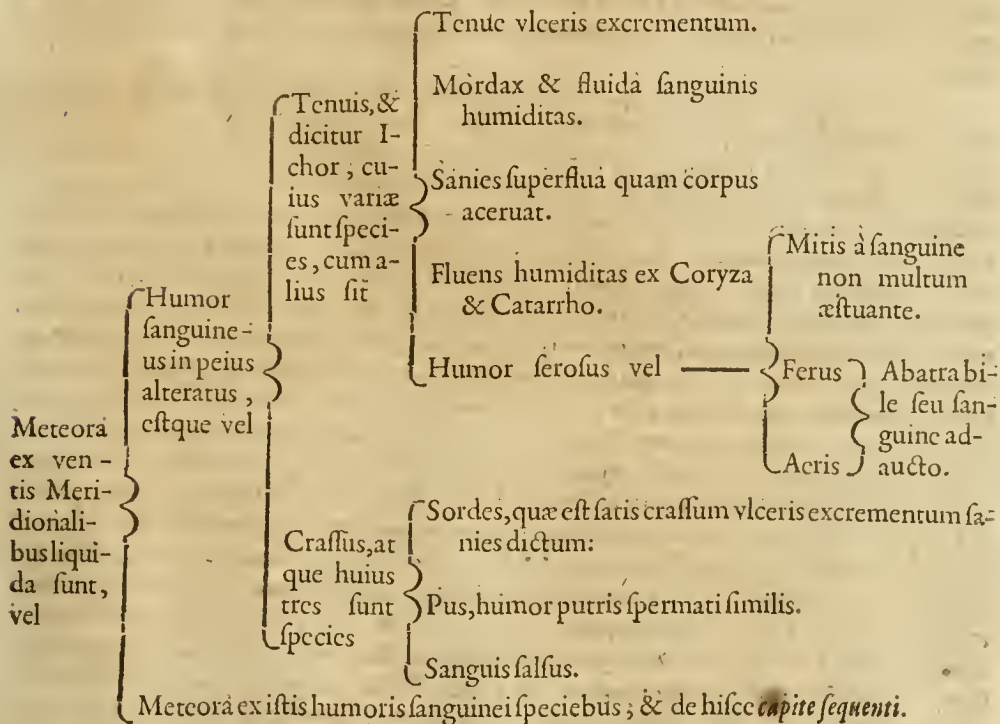 Meteora
ex ven-
tis Meri-
dionali-
bus liqui-
da ſunt,
vel
Humor
ſanguine-
us in peius
alteratus,
eſtque vel
Tenuis, &
dicitur I-
chor; cu-
ius variæ
ſunt ſpeci-
es, cum a-
lius ſit
Tenue vlceris excrementum.
Mordax & fluida ſanguinis
humiditas.
Sanies ſuperflua quam corpus
aceruat.
Fluens humiditas ex Coryza
& Catarrho.
Humor ſeroſus vel
Mitis à ſanguine
non multum
æſtuante.
Ferus
Acris
Ab atra bi-
le ſeu ſan-
guine ad-
aucto.
Craſſus, at
que huius
tres ſunt
ſpecies
Sordes, quæ eſt ſatis craſſum vlceris excrementum ſa-
nies dictum:
Pus, humor putris ſpermati ſimilis.
Sanguis ſalſus.
Meteora ex iſtis humoris ſanguinei ſpeciebus; & de hiſce capite ſequenti.